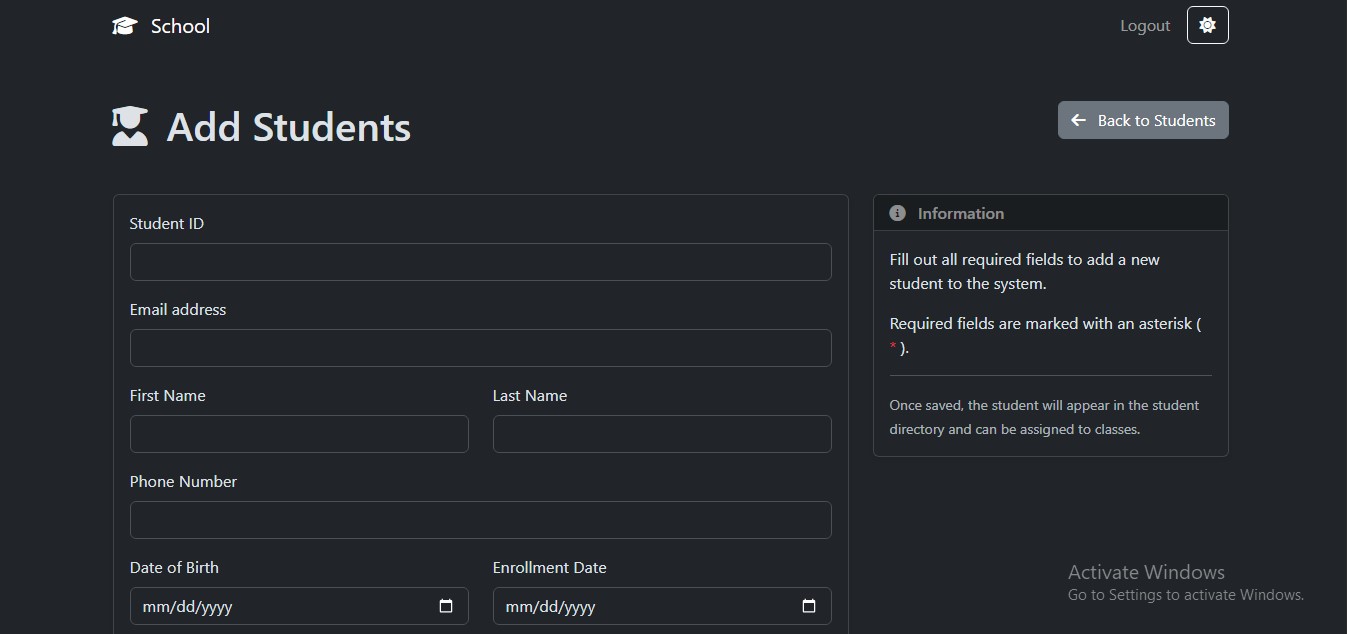 School
Logout
Add Students
Back to Students
Student ID
Email address
First Name
Last Name
Phone Number
Date of Birth
Enrollment Date
mm/dd/yyyy
mm/dd/yyyy
Information
Fill out all required fields to add a new
student to the system.
Required fields are marked with an asterisk (
* ).
Once saved, the student will appear in the student
directory and can be assigned to classes.
Activate Windows
Go to Settings to activate Windows.